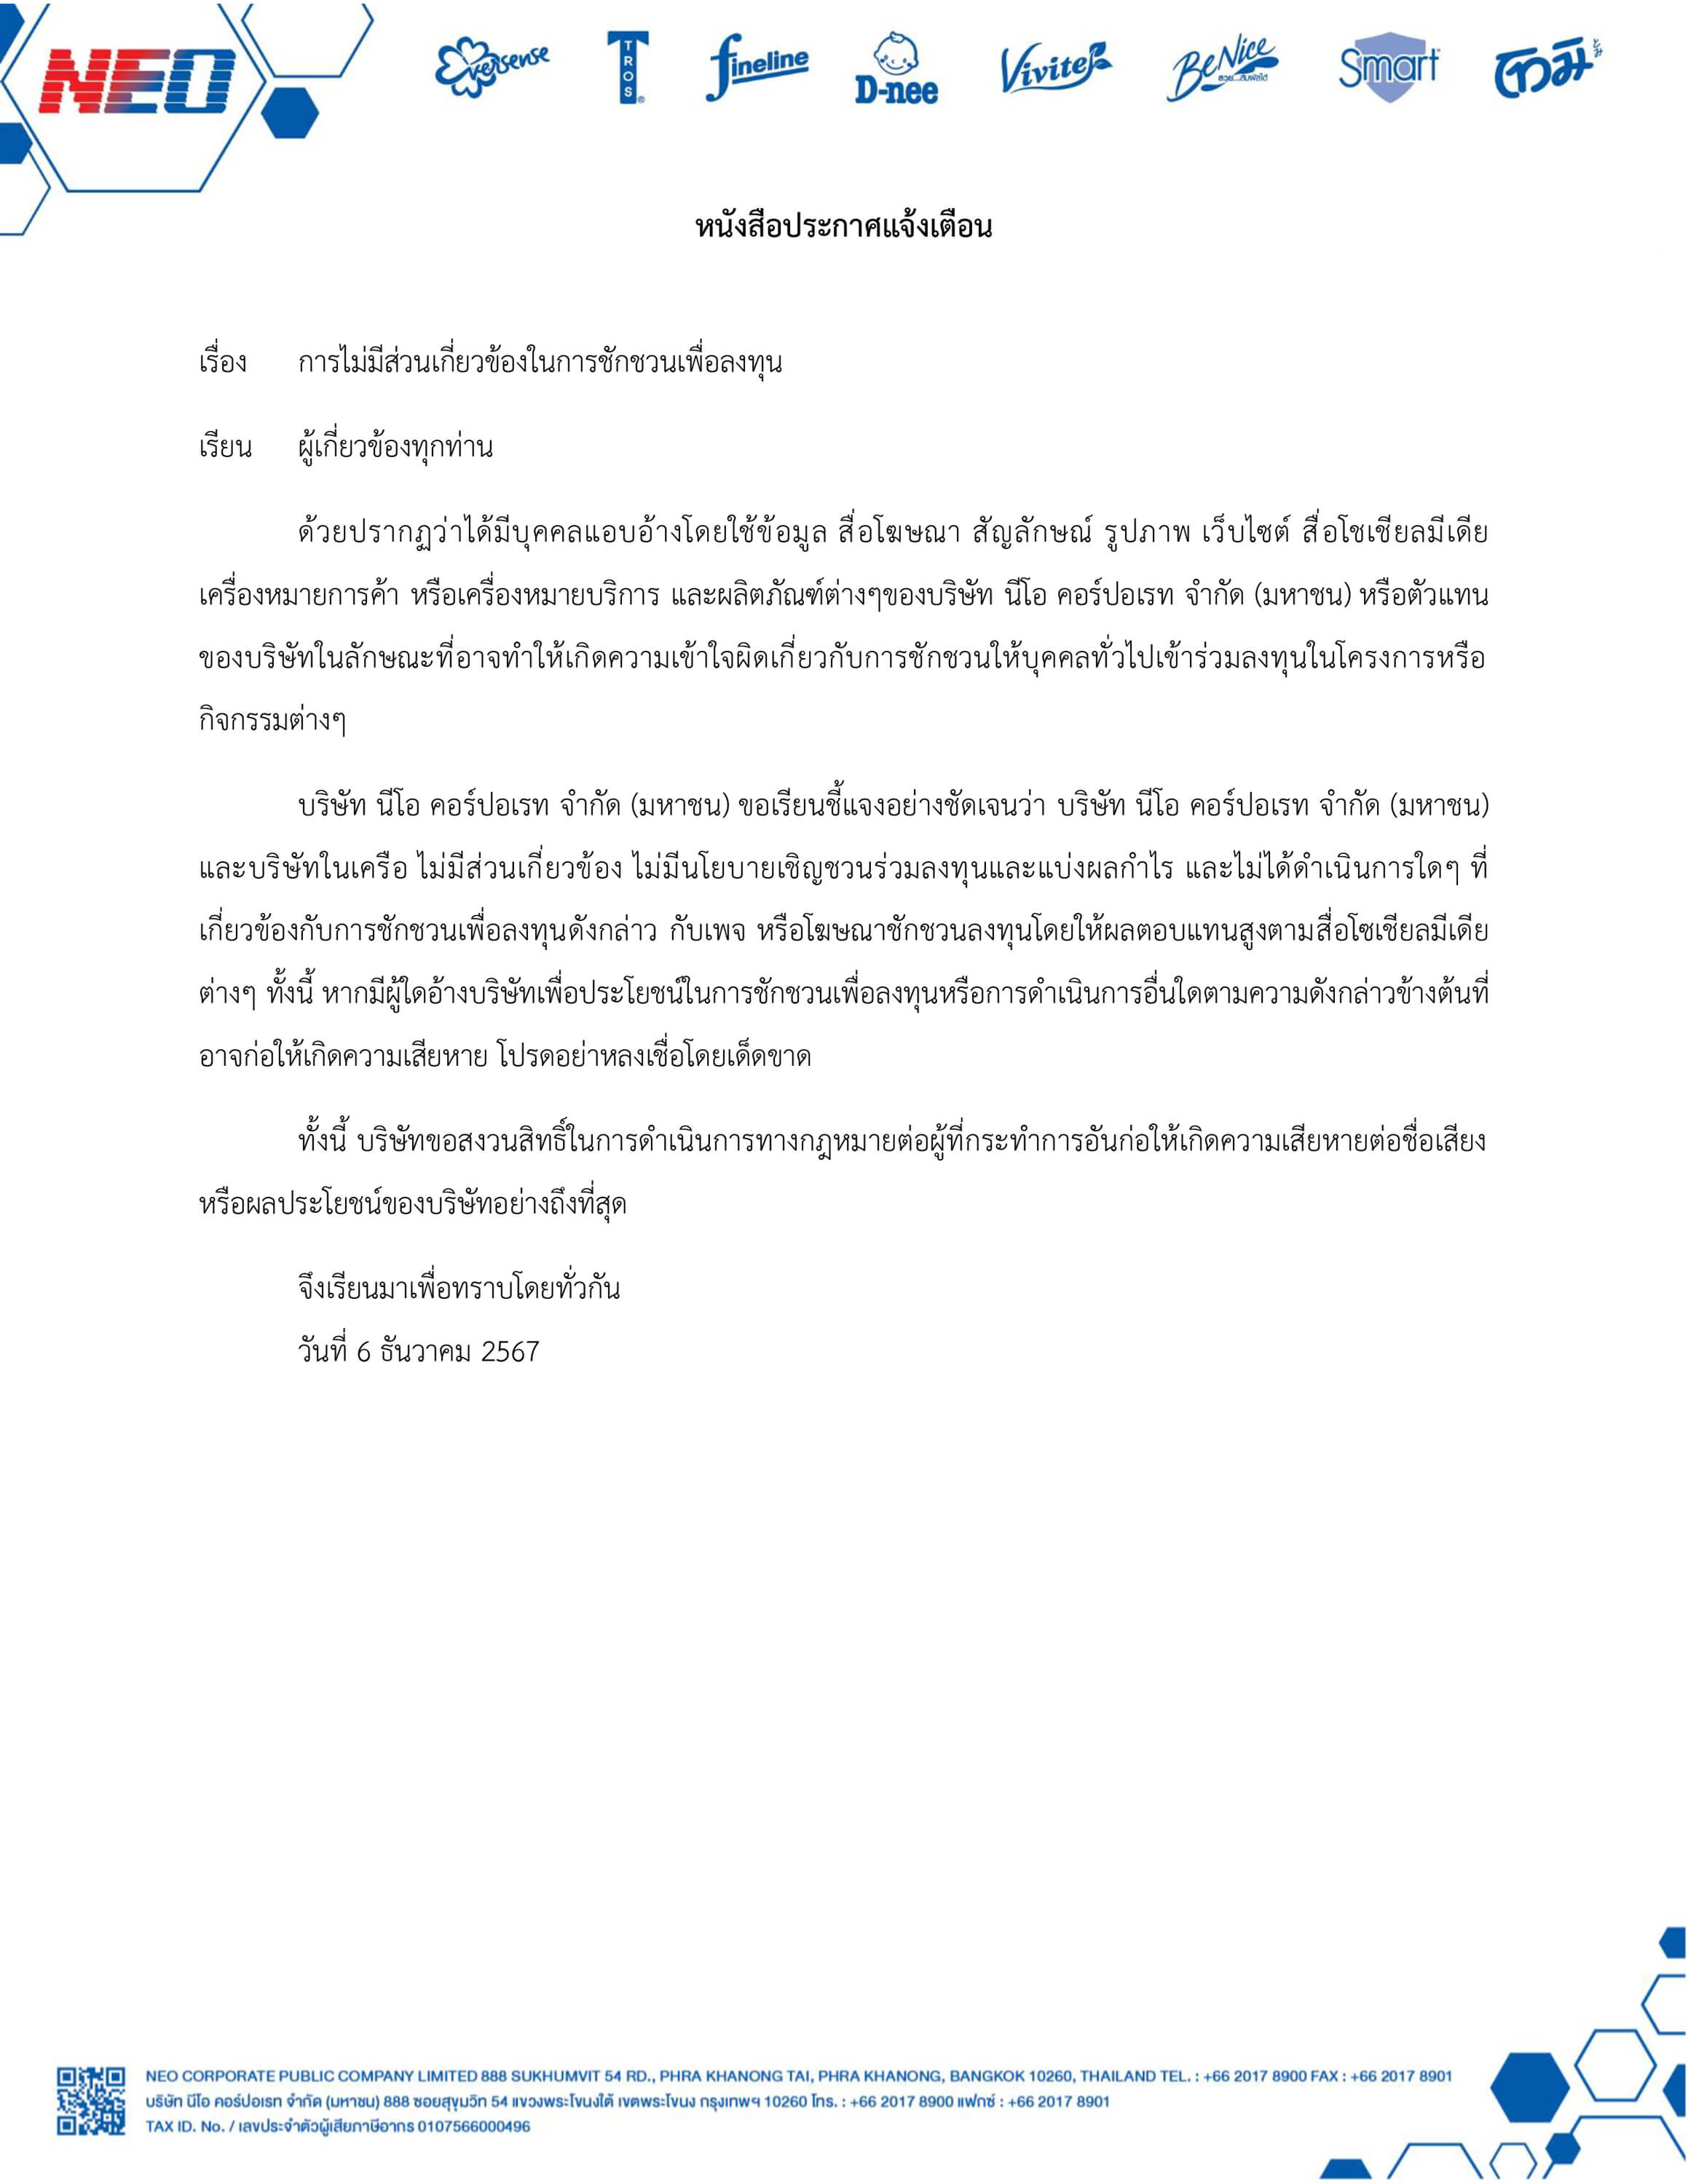 NEO
Eversense
TROS®
fineline
D-nee
Vivite
BeNice
สวย...สัมผัสได้
Smart
โทมิ
หนังสือประกาศแจ้งเตือน
เรื่อง การไม่มีส่วนเกี่ยวข้องในการชักชวนเพื่อลงทุน
เรียน ผู้เกี่ยวข้องทุกท่าน
ด้วยปรากฏว่าได้มีบุคคลแอบอ้างโดยใช้ข้อมูล สื่อโฆษณา สัญลักษณ์ รูปภาพ เว็บไซต์ สื่อโซเชียลมีเดีย
เครื่องหมายการค้า หรือเครื่องหมายบริการ และผลิตภัณฑ์ต่างๆของบริษัท นีโอ คอร์ปอเรท จำกัด (มหาชน) หรือตัวแทน
ของบริษัทในลักษณะที่อาจทำให้เกิดความเข้าใจผิดเกี่ยวกับการชักชวนให้บุคคลทั่วไปเข้าร่วมลงทุนในโครงการหรือ
กิจกรรมต่างๆ
บริษัท นีโอ คอร์ปอเรท จำกัด (มหาชน) ขอเรียนชี้แจงอย่างชัดเจนว่า บริษัท นีโอ คอร์ปอเรท จำกัด (มหาชน)
และบริษัทในเครือ ไม่มีส่วนเกี่ยวข้อง ไม่มีนโยบายเชิญชวนร่วมลงทุนและแบ่งผลกำไร และไม่ได้ดำเนินการใดๆ ที่
เกี่ยวข้องกับการชักชวนเพื่อลงทุนดังกล่าว กับเพจ หรือโฆษณาชักชวนลงทุนโดยให้ผลตอบแทนสูงตามสื่อโซเชียลมีเดีย
ต่างๆ ทั้งนี้ หากมีผู้ใดอ้างบริษัทเพื่อประโยชน์ในการชักชวนเพื่อลงทุนหรือการดำเนินการอื่นใดตามความดังกล่าวข้างต้นที่
อาจก่อให้เกิดความเสียหาย โปรดอย่าหลงเชื่อโดยเด็ดขาด
ทั้งนี้ บริษัทขอสงวนสิทธิ์ในการดำเนินการทางกฎหมายต่อผู้ที่กระทำการอันก่อให้เกิดความเสียหายต่อชื่อเสียง
หรือผลประโยชน์ของบริษัทอย่างถึงที่สุด
จึงเรียนมาเพื่อทราบโดยทั่วกัน
วันที่ 6 ธันวาคม 2567
NEO CORPORATE PUBLIC COMPANY LIMITED 888 SUKHUMVIT 54 RD., PHRA KHANONG TAI, PHRA KHANONG, BANGKOK 10260, THAILAND TEL. : +66 2017 8900 FAX : +66 2017 8901
บริษัท นีโอ คอร์ปอเรท จำกัด (มหาชน) 888 ซอยสุขุมวิท 54 แขวงพระโขนงใต้ เขตพระโขนง กรุงเทพฯ 10260 โทร. : +66 2017 8900 แฟกซ์ : +66 2017 8901
TAX ID. No. / เลขประจำตัวผู้เสียภาษีอากร 0107566000496